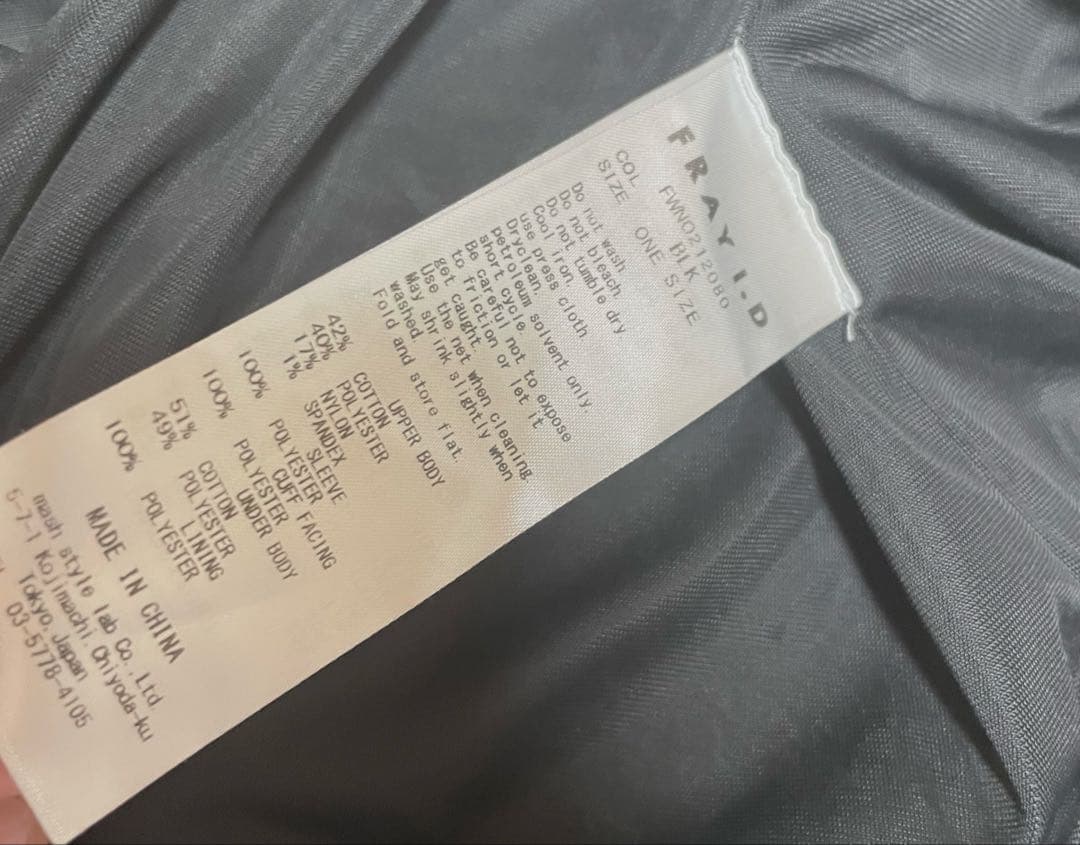 FRAY I.D
FWNO212080
COL BLK
SIZE ONE SIZE
Do not wash
Do not bleach
Do not tumble dry
Cool iron.
use press cloth
Dryclean.
petroleum solvent only.
short cycle.
Be careful not to expose
to friction or let it
get caught.
Use the net when cleaning
May shrink slightly when
washed.
Fold and store flat.
UPPER BODY
42% COTTON
40% POLYESTER
17% NYLON
1% SPANDEX
SLEEVE
100% POLYESTER
CUFF FACING
100% POLYESTER
UNDER BODY
51% COTTON
49% POLYESTER
LINING
100% POLYESTER
MADE IN CHINA
mash style lab Co., Ltd.
5-7-1 Kojimachi, Chiyoda-ku
Tokyo, Japan
03-5778-4105